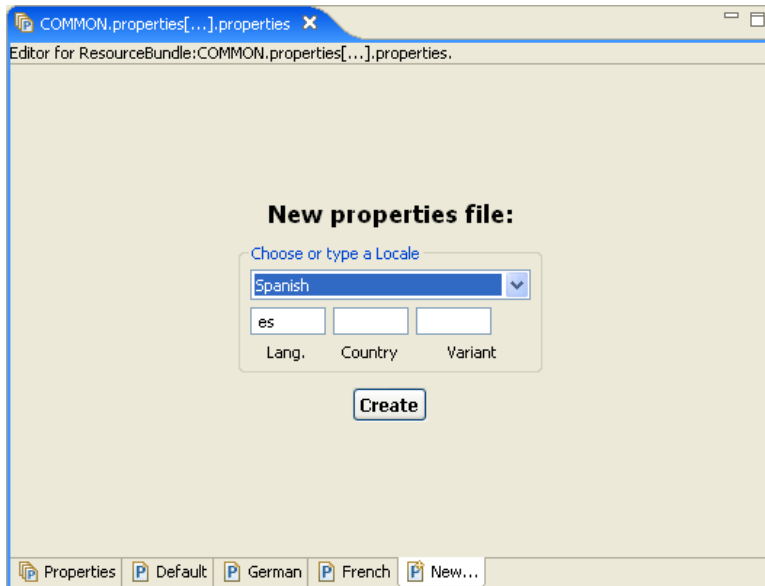 COMMON.properties[...].properties
Editor for ResourceBundle:COMMON.properties[...].properties.
New properties file:
Choose or type a Locale
Spanish
es
Lang. Country Variant
Create
Properties Default German French New...